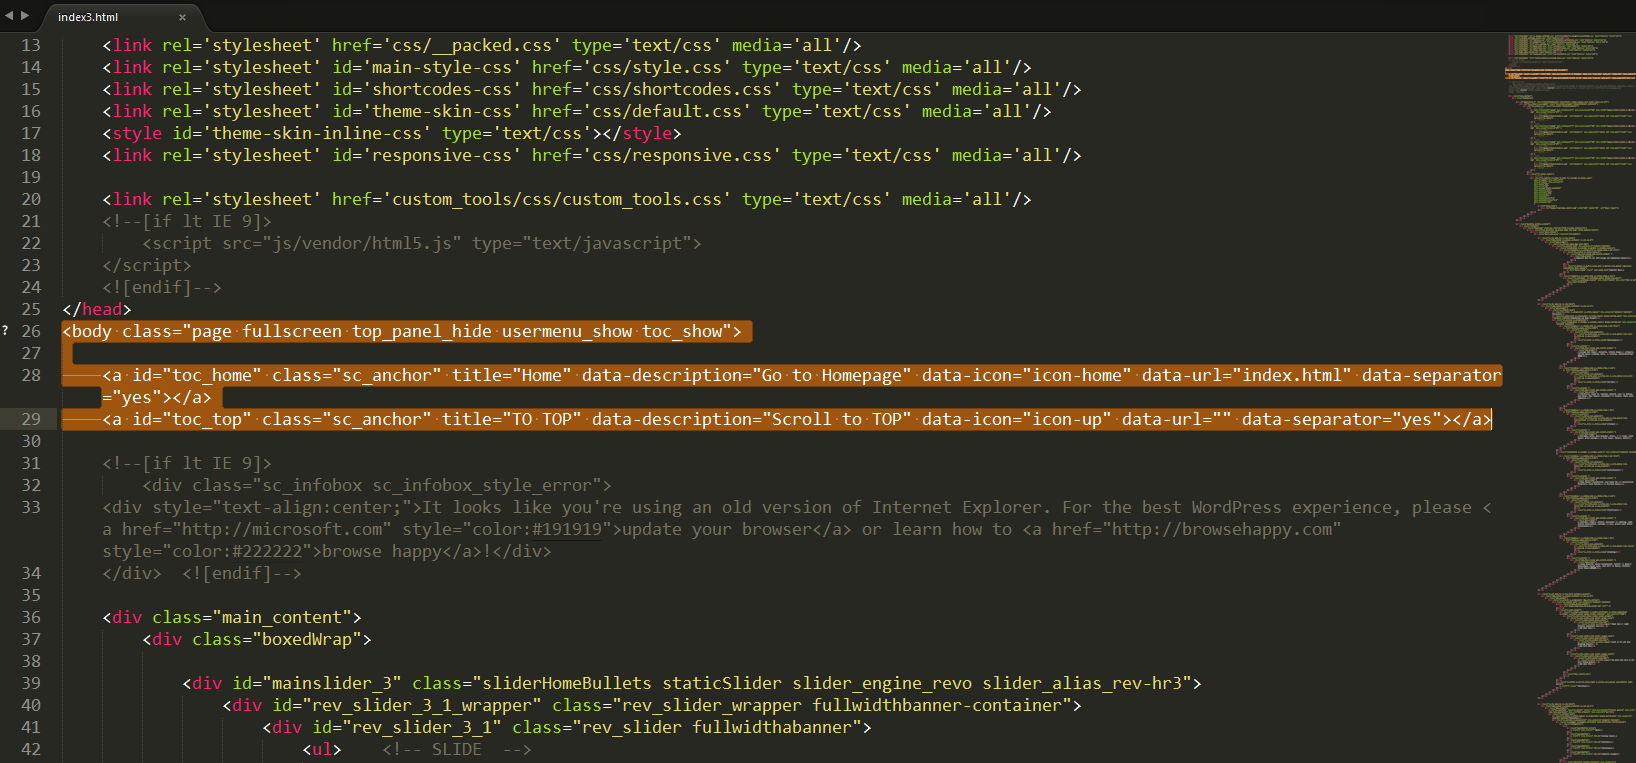 index3.html ×
13 <link rel='stylesheet' href='css/__packed.css' type='text/css' media='all'/>
14 <link rel='stylesheet' id='main-style-css' href='css/style.css' type='text/css' media='all'/>
15 <link rel='stylesheet' id='shortcodes-css' href='css/shortcodes.css' type='text/css' media='all'/>
16 <link rel='stylesheet' id='theme-skin-css' href='css/default.css' type='text/css' media='all'/>
17 <style id='theme-skin-inline-css' type='text/css'></style>
18 <link rel='stylesheet' id='responsive-css' href='css/responsive.css' type='text/css' media='all'/>
19
20 <link rel='stylesheet' href='custom_tools/css/custom_tools.css' type='text/css' media='all'/>
21 <!--[if lt IE 9]>
22 <script src="js/vendor/html5.js" type="text/javascript">
23 </script>
24 <![endif]-->
25 </head>
? 26 <body class="page fullscreen top_panel_hide usermenu_show toc_show">
27
28 <a id="toc_home" class="sc_anchor" title="Home" data-description="Go to Homepage" data-icon="icon-home" data-url="index.html" data-separator
="yes"></a>
29 <a id="toc_top" class="sc_anchor" title="TO TOP" data-description="Scroll to TOP" data-icon="icon-up" data-url="" data-separator="yes"></a>
30
31 <!--[if lt IE 9]>
32 <div class="sc_infobox sc_infobox_style_error">
33 <div style="text-align:center;">It looks like you're using an old version of Internet Explorer. For the best WordPress experience, please <
a href="http://microsoft.com" style="color:#191919">update your browser</a> or learn how to <a href="http://browsehappy.com"
style="color:#222222">browse happy</a>!</div>
34 </div> <![endif]-->
35
36 <div class="main_content">
37 <div class="boxedWrap">
38
39 <div id="mainslider_3" class="sliderHomeBullets staticSlider slider_engine_revo slider_alias_rev-hr3">
40 <div id="rev_slider_3_1_wrapper" class="rev_slider_wrapper fullwidthbanner-container">
41 <div id="rev_slider_3_1" class="rev_slider fullwidthabanner">
42 <ul> <!-- SLIDE -->